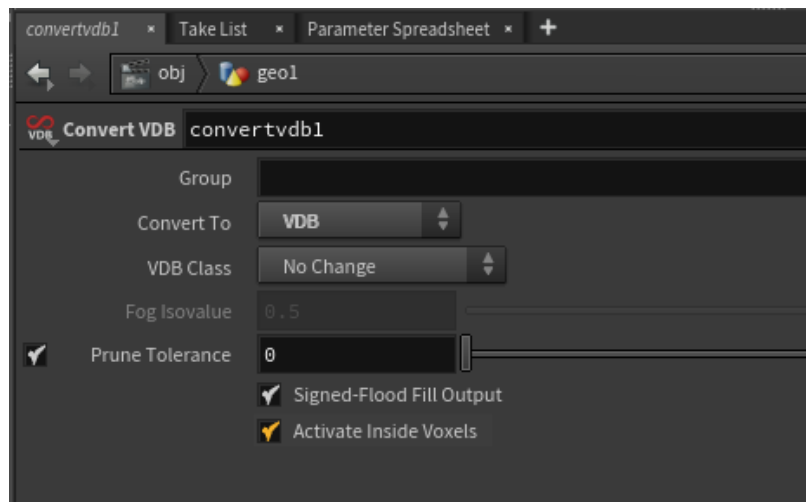 convertvdb1 × Take List × Parameter Spreadsheet × +
obj geo1
VDB Convert VDB convertvdb1
Group
Convert To VDB
VDB Class No Change
Fog Isovalue 0.5
Prune Tolerance 0
Signed-Flood Fill Output
Activate Inside Voxels